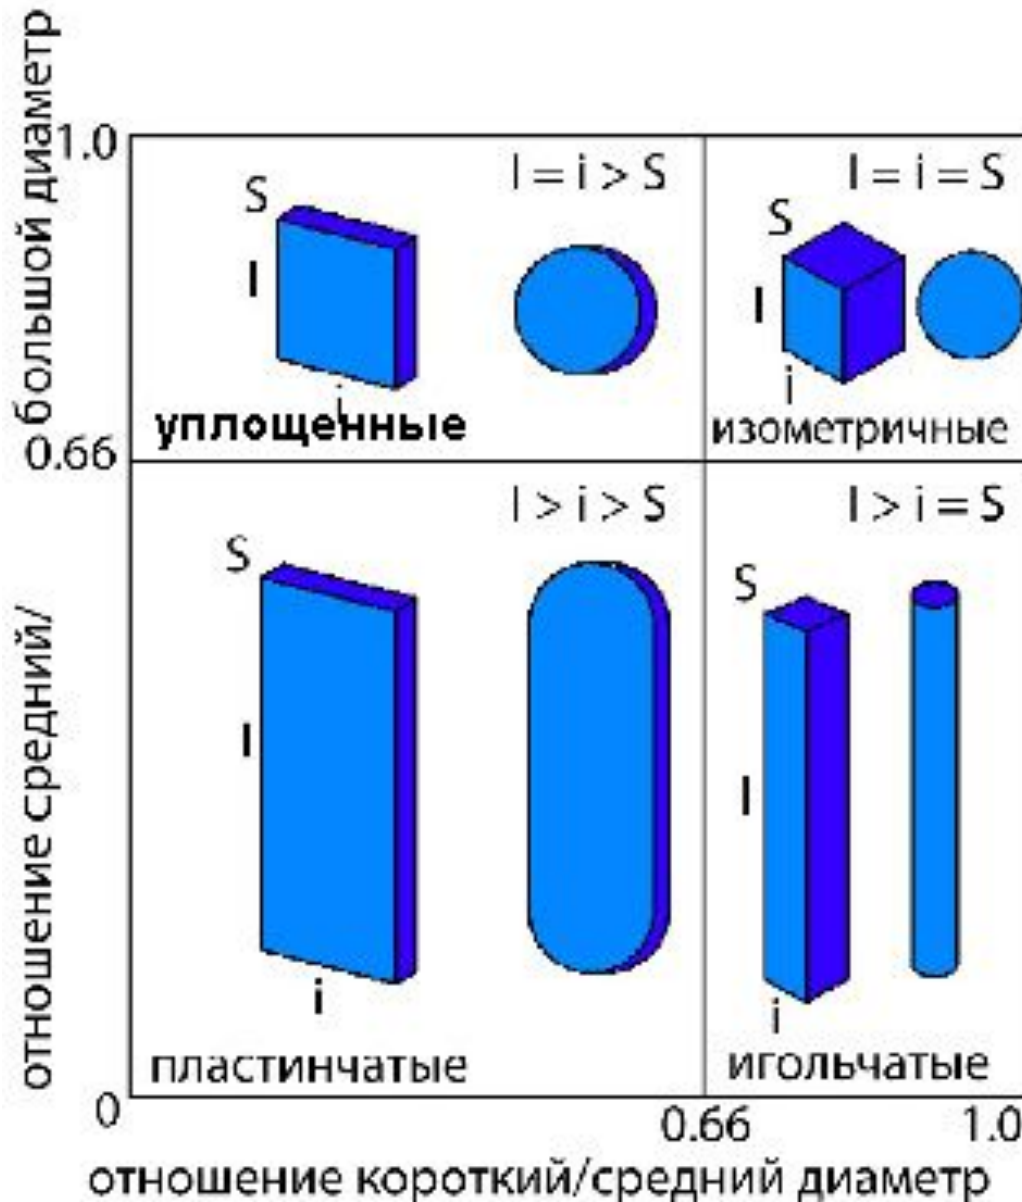 отношение средний/
большой диаметр
1.0
l = i > S
l = i = S
S
l
i
S
l
i
уплощенные
изометричные
0.66
l > i > S
l > i = S
S
l
i
S
l
i
пластинчатые
игольчатые
0
0.66
1.0
отношение короткий/средний диаметр